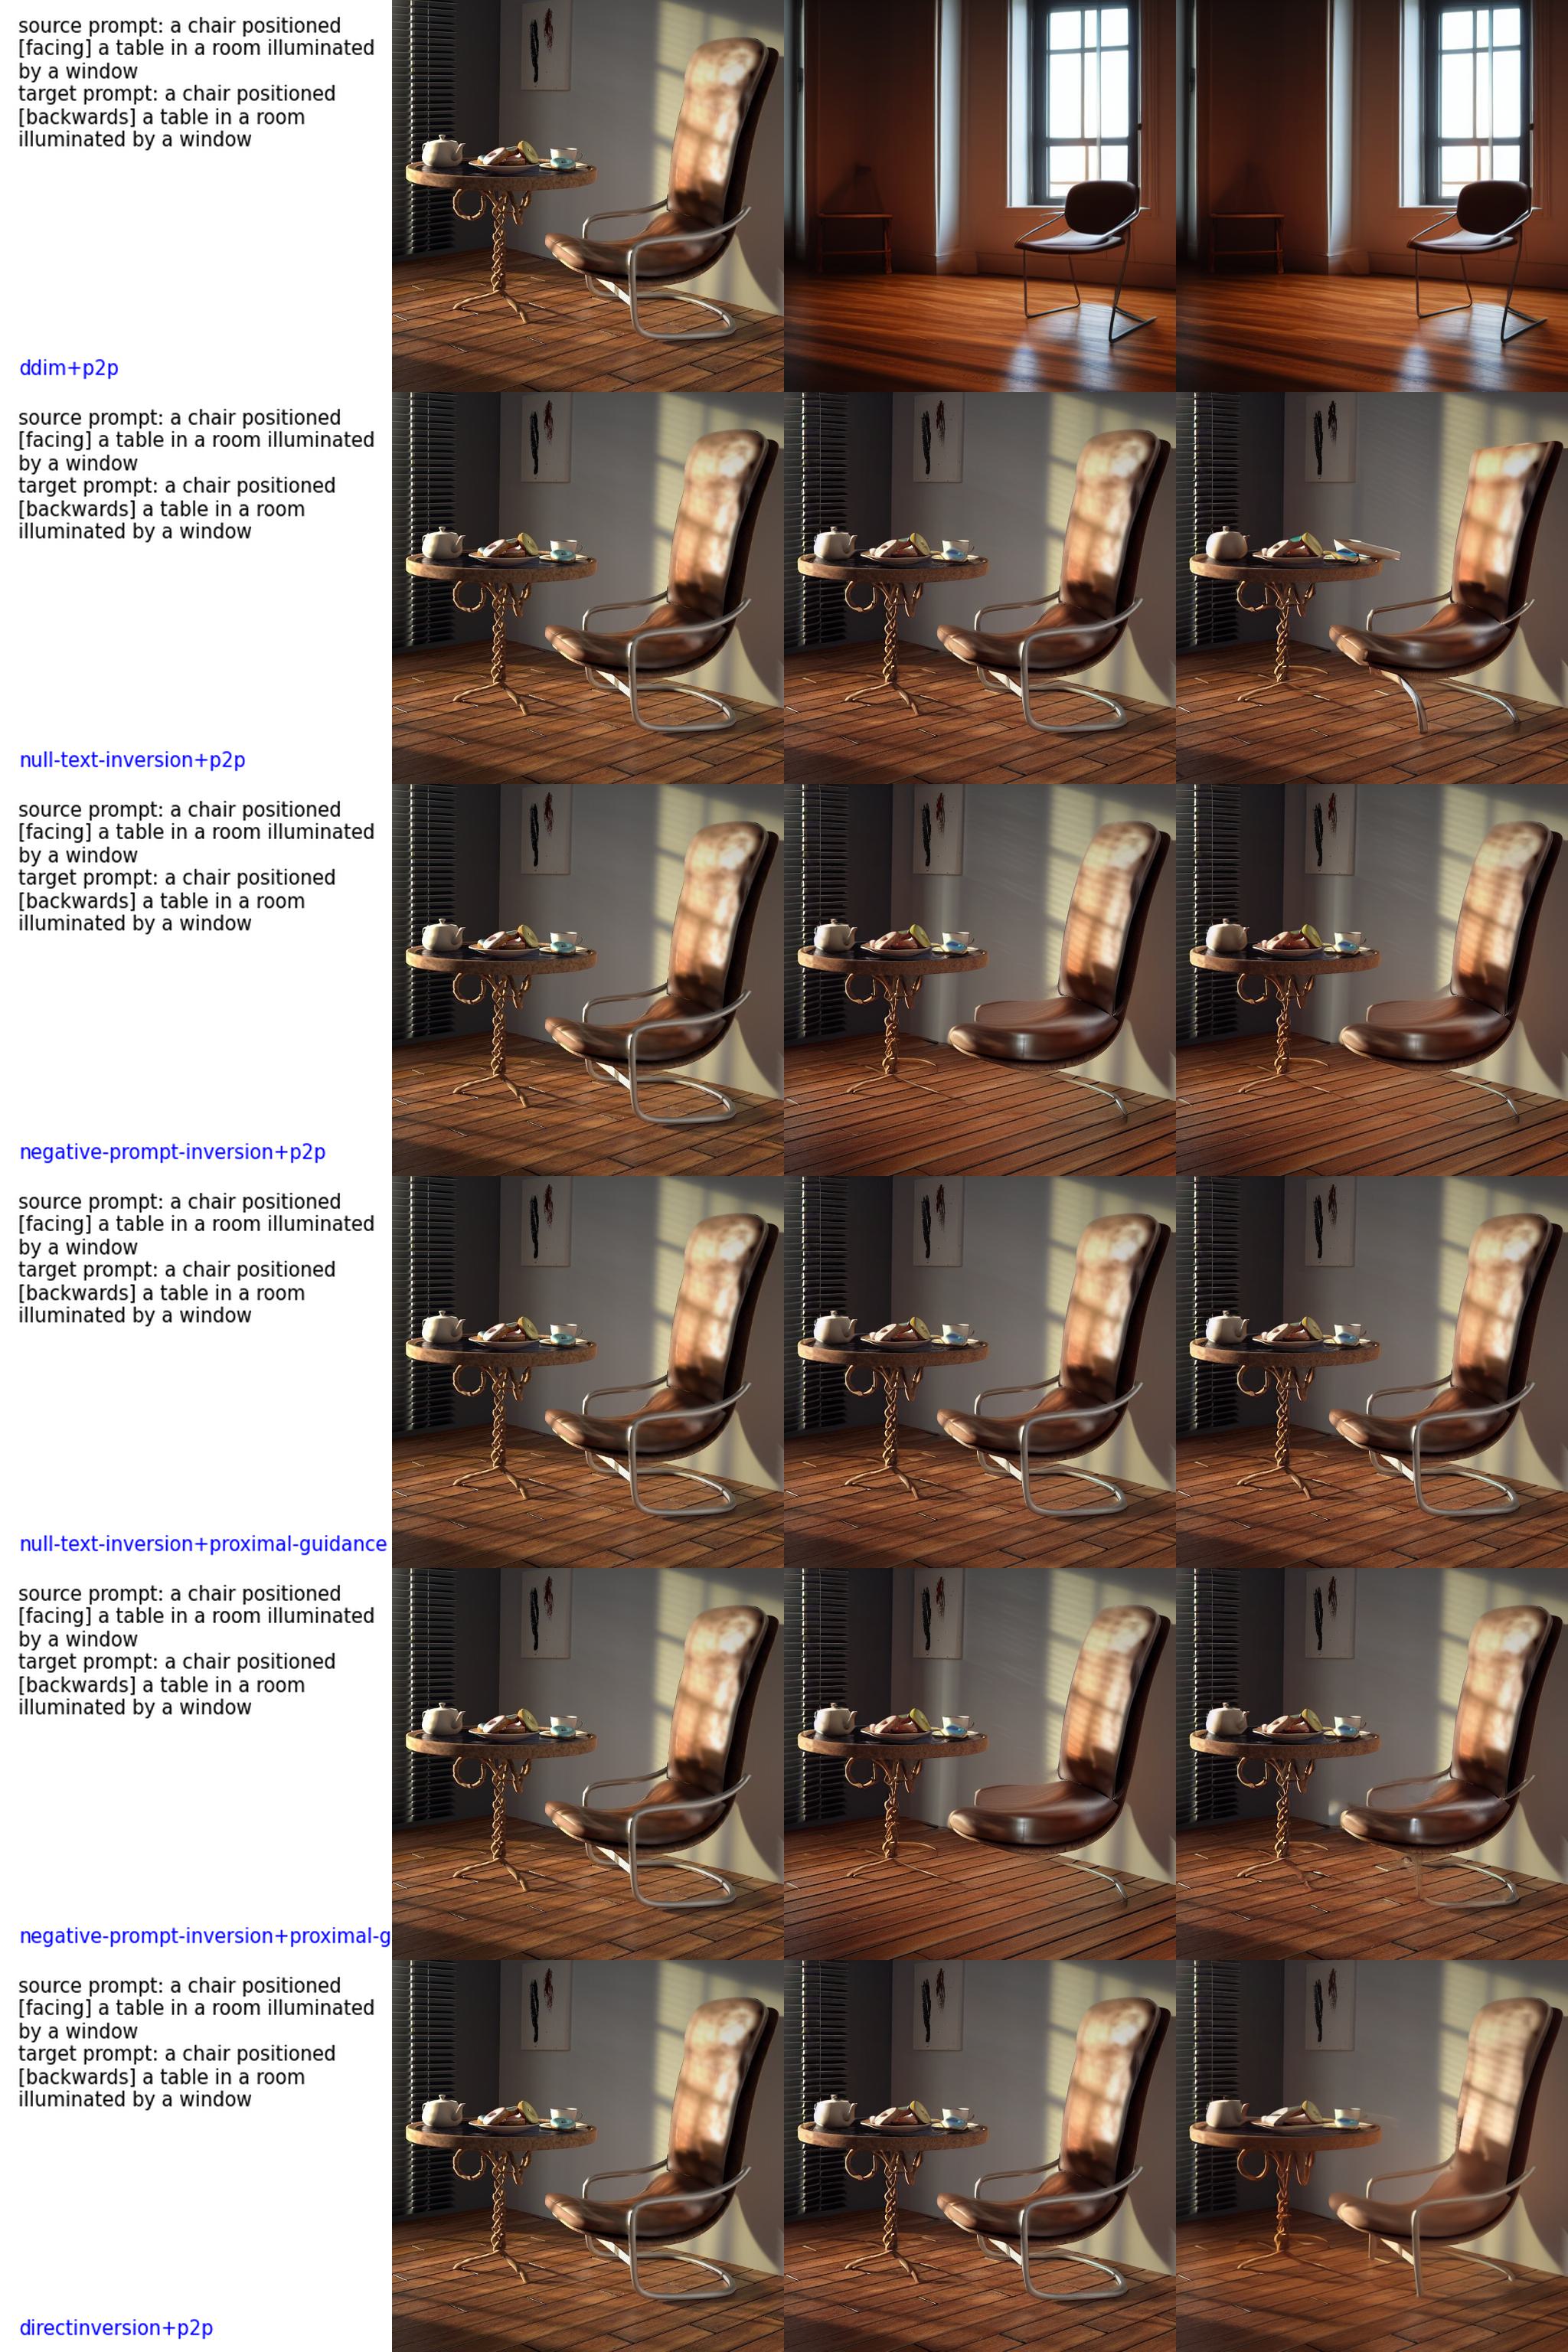 source prompt: a chair positioned
[facing] a table in a room illuminated
by a window
target prompt: a chair positioned
[backwards] a table in a room
illuminated by a window
ddim+p2p
source prompt: a chair positioned
[facing] a table in a room illuminated
by a window
target prompt: a chair positioned
[backwards] a table in a room
illuminated by a window
null-text-inversion+p2p
source prompt: a chair positioned
[facing] a table in a room illuminated
by a window
target prompt: a chair positioned
[backwards] a table in a room
illuminated by a window
negative-prompt-inversion+p2p
source prompt: a chair positioned
[facing] a table in a room illuminated
by a window
target prompt: a chair positioned
[backwards] a table in a room
illuminated by a window
null-text-inversion+proximal-guidance
source prompt: a chair positioned
[facing] a table in a room illuminated
by a window
target prompt: a chair positioned
[backwards] a table in a room
illuminated by a window
negative-prompt-inversion+proximal-g
source prompt: a chair positioned
[facing] a table in a room illuminated
by a window
target prompt: a chair positioned
[backwards] a table in a room
illuminated by a window
directinversion+p2p